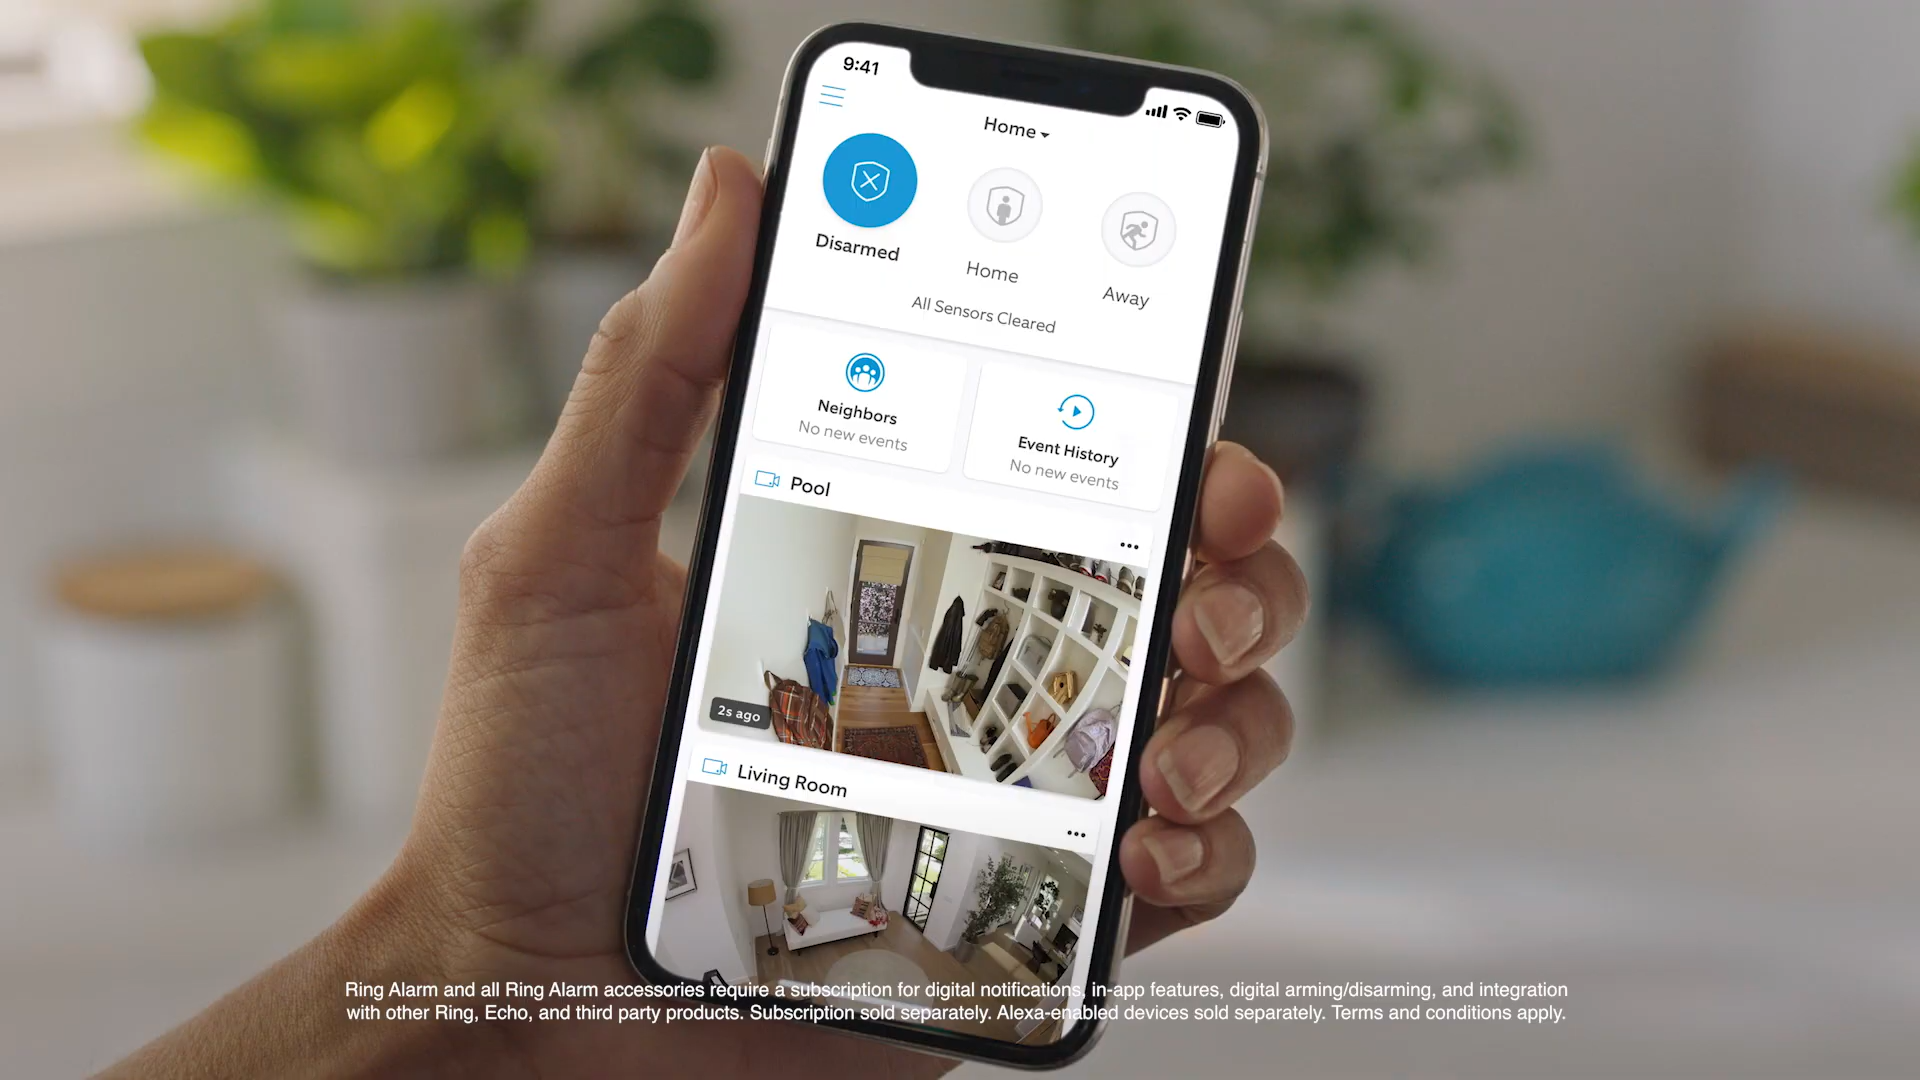 9:41
Home
Disarmed
Home
Away
All Sensors Cleared
Neighbors
No new events
Event History
No new events
Pool
2s ago
Living Room
Ring Alarm and all Ring Alarm accessories require a subscription for digital notifications, in-app features, digital arming/disarming, and integration
with other Ring, Echo, and third party products. Subscription sold separately. Alexa-enabled devices sold separately. Terms and conditions apply.